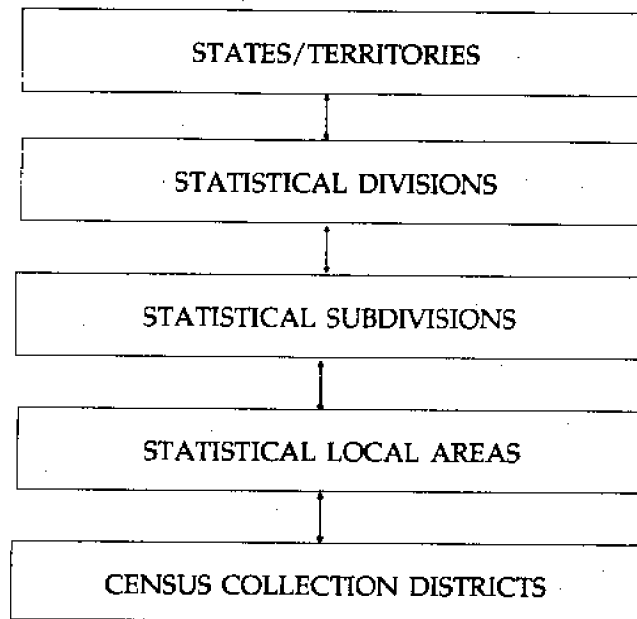 STATES/TERRITORIES
STATISTICAL DIVISIONS
STATISTICAL SUBDIVISIONS
STATISTICAL LOCAL AREAS
CENSUS COLLECTION DISTRICTS